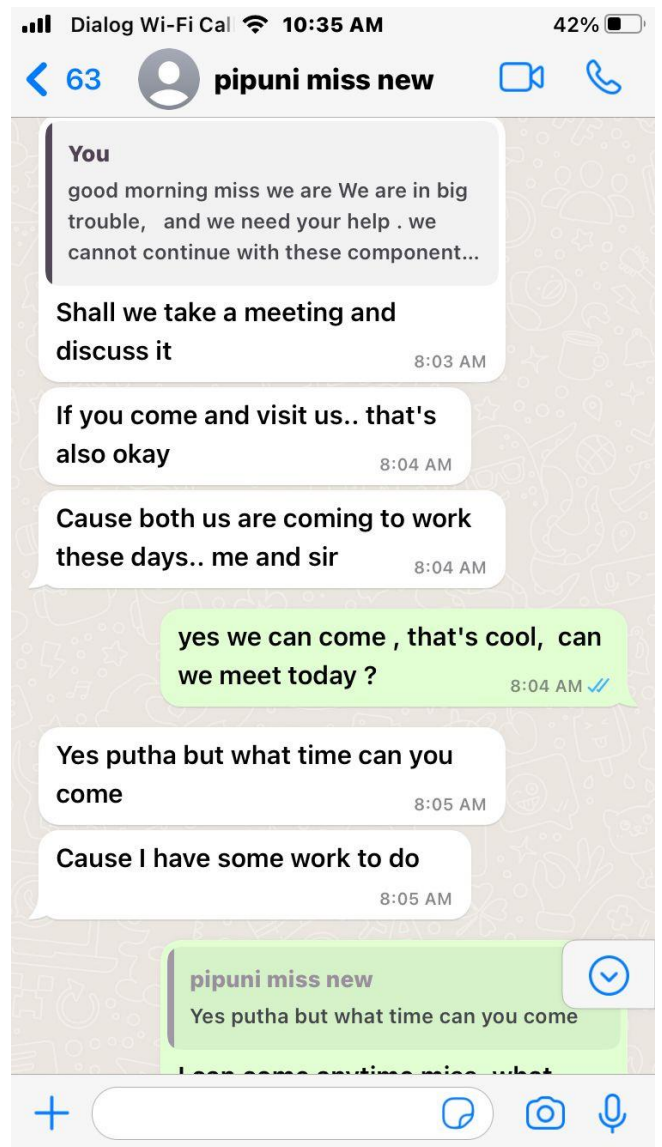 Dialog Wi-Fi Cal 10:35 AM 42%
63 pipuni miss new
You
good morning miss we are We are in big
trouble,   and we need your help . we
cannot continue with these component...
Shall we take a meeting and
discuss it 8:03 AM
If you come and visit us.. that's
also okay 8:04 AM
Cause both us are coming to work
these days.. me and sir 8:04 AM
yes we can come , that's cool,  can
we meet today ? 8:04 AM
Yes putha but what time can you
come 8:05 AM
Cause I have some work to do
8:05 AM
pipuni miss new
Yes putha but what time can you come
I can come anytime miss what